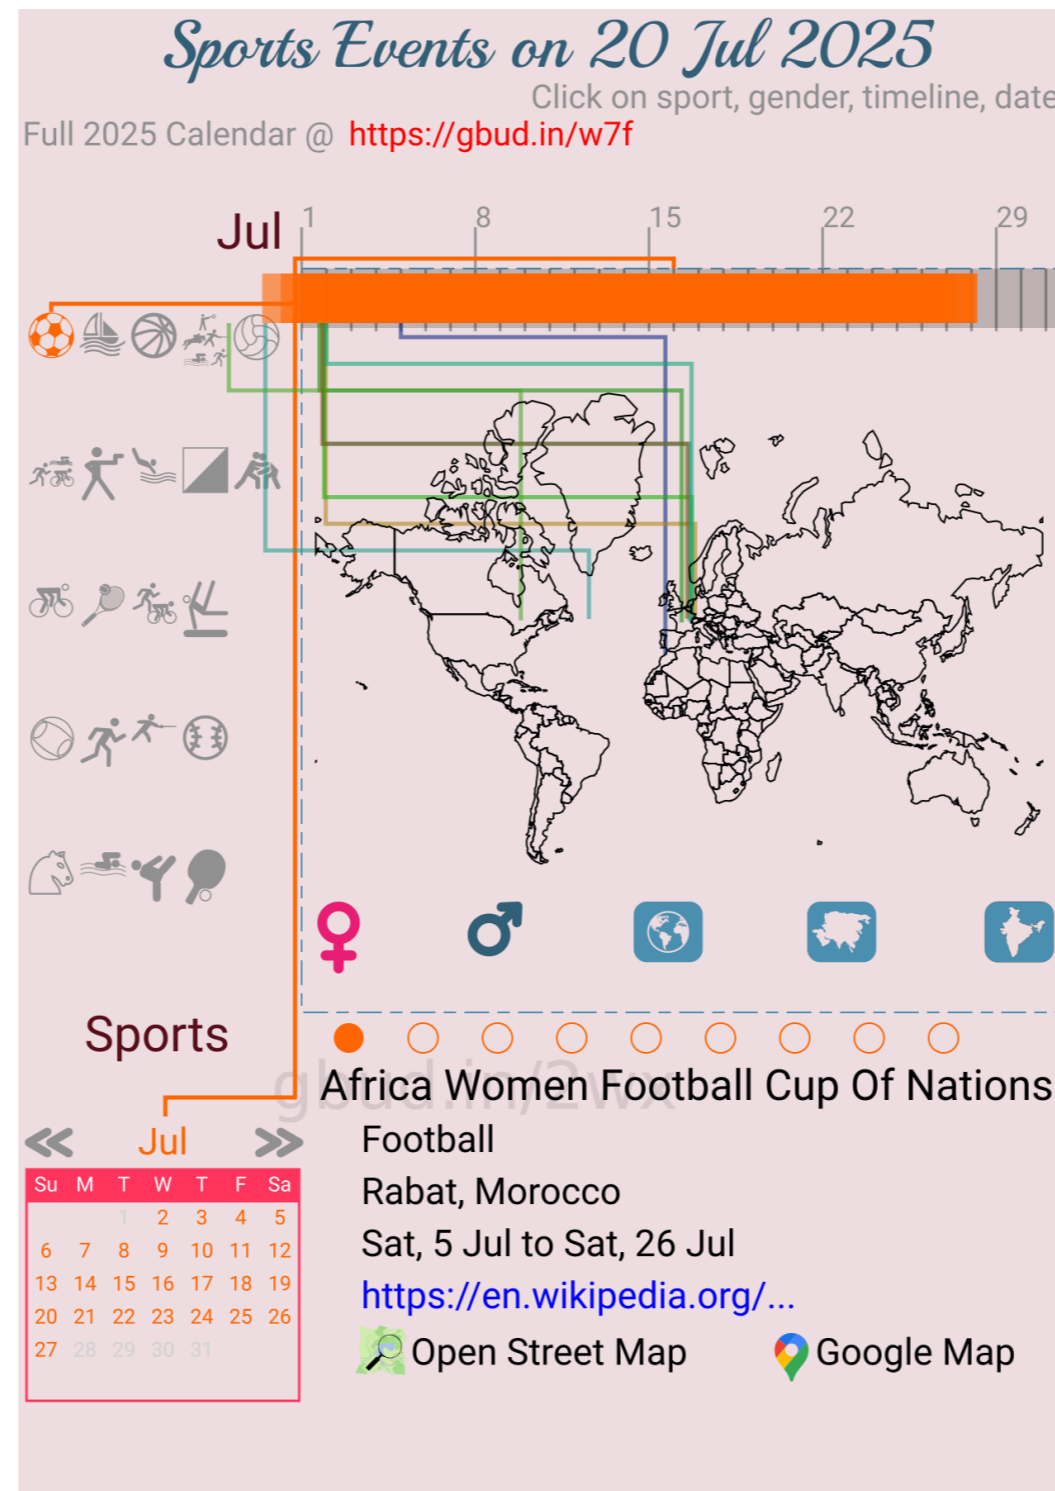 Sports Events on 20 Jul 2025
Click on sport, gender, timeline, date
Full 2025 Calendar @ https://gbud.in/w7f
Jul
1 8 15 22 29
Sports
gbud.in/2wx
Africa Women Football Cup Of Nations
Football
Rabat, Morocco
Sat, 5 Jul to Sat, 26 Jul
https://en.wikipedia.org/...
Open Street Map Google Map
Jul
Su M T W T F Sa
1 2 3 4 5
6 7 8 9 10 11 12
13 14 15 16 17 18 19
20 21 22 23 24 25 26
27 28 29 30 31